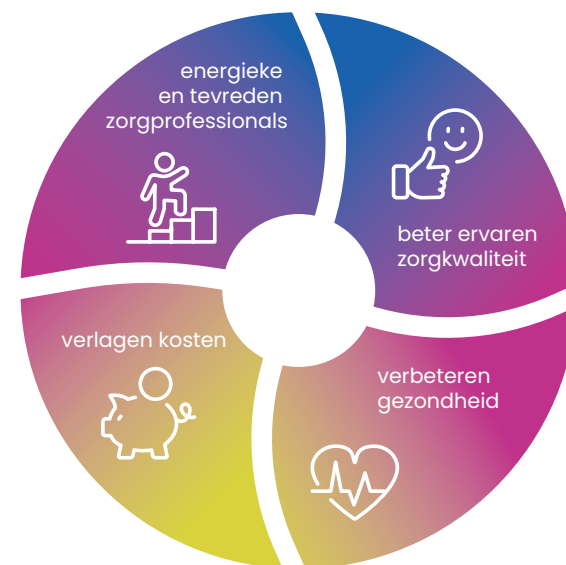 energieke
en tevreden
zorgprofessionals
beter ervaren
zorgkwaliteit
verlagen kosten
verbeteren
gezondheid